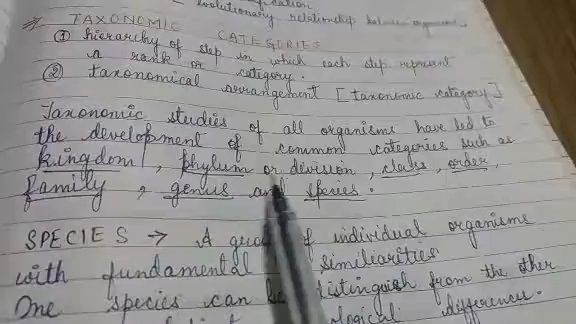 evolutionary relationship between organisms
⇒ TAXONOMIC CATEGORIES
① hierarchy of step in which each step represent
a rank or category.
② taxonomical arrangement [taxonomic category]
Taxonomic studies of all organisms have led to
the development of common categories such as
kingdom, phylum or division, class, order,
family, genus and species.
SPECIES → A of individual organisms
with fundamental similiarities
One species can distinguish from the other
ological differences.